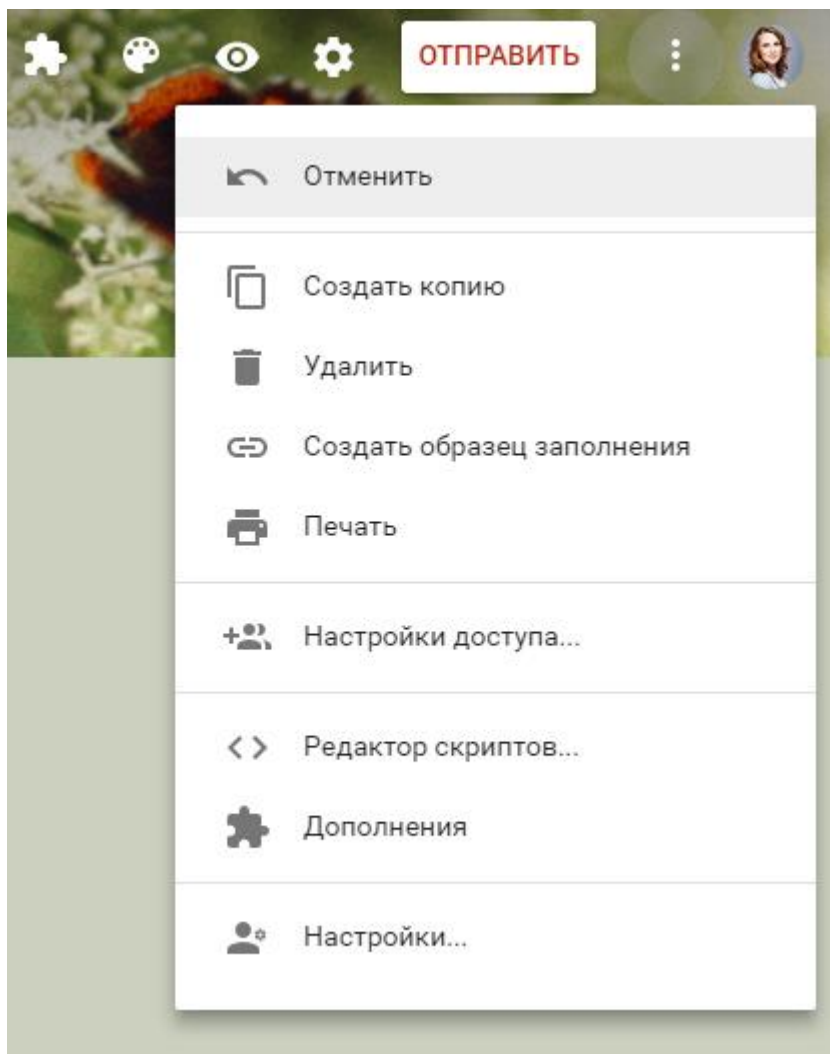 ОТПРАВИТЬ
Отменить
Создать копию
Удалить
Создать образец заполнения
Печать
Настройки доступа...
Редактор скриптов...
Дополнения
Настройки...